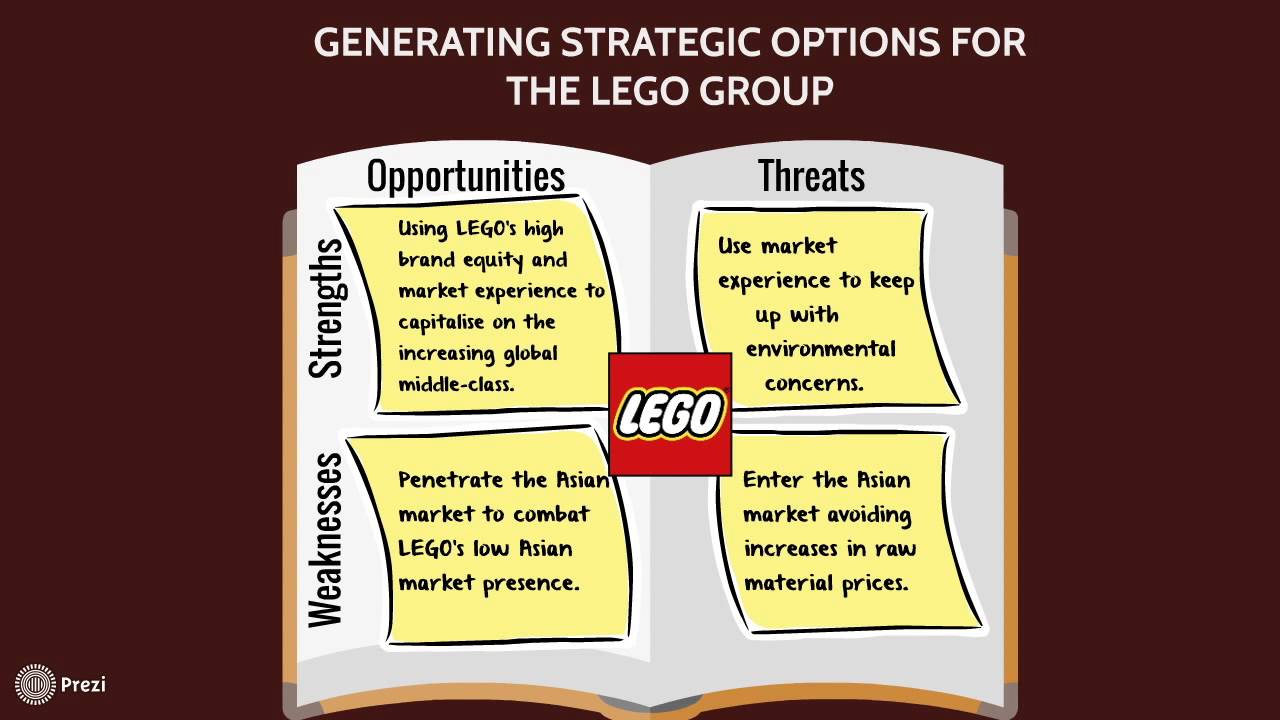 GENERATING STRATEGIC OPTIONS FOR
THE LEGO GROUP
Opportunities
Threats
Strengths
Using LEGO's high
brand equity and
market experience to
capitalise on the
increasing global
middle-class.
Use market
experience to keep
up with
environmental
concerns.
LEGO
Weaknesses
Penetrate the Asian
market to combat
LEGO's low Asian
market presence.
Enter the Asian
market avoiding
increases in raw
material prices.
Prezi